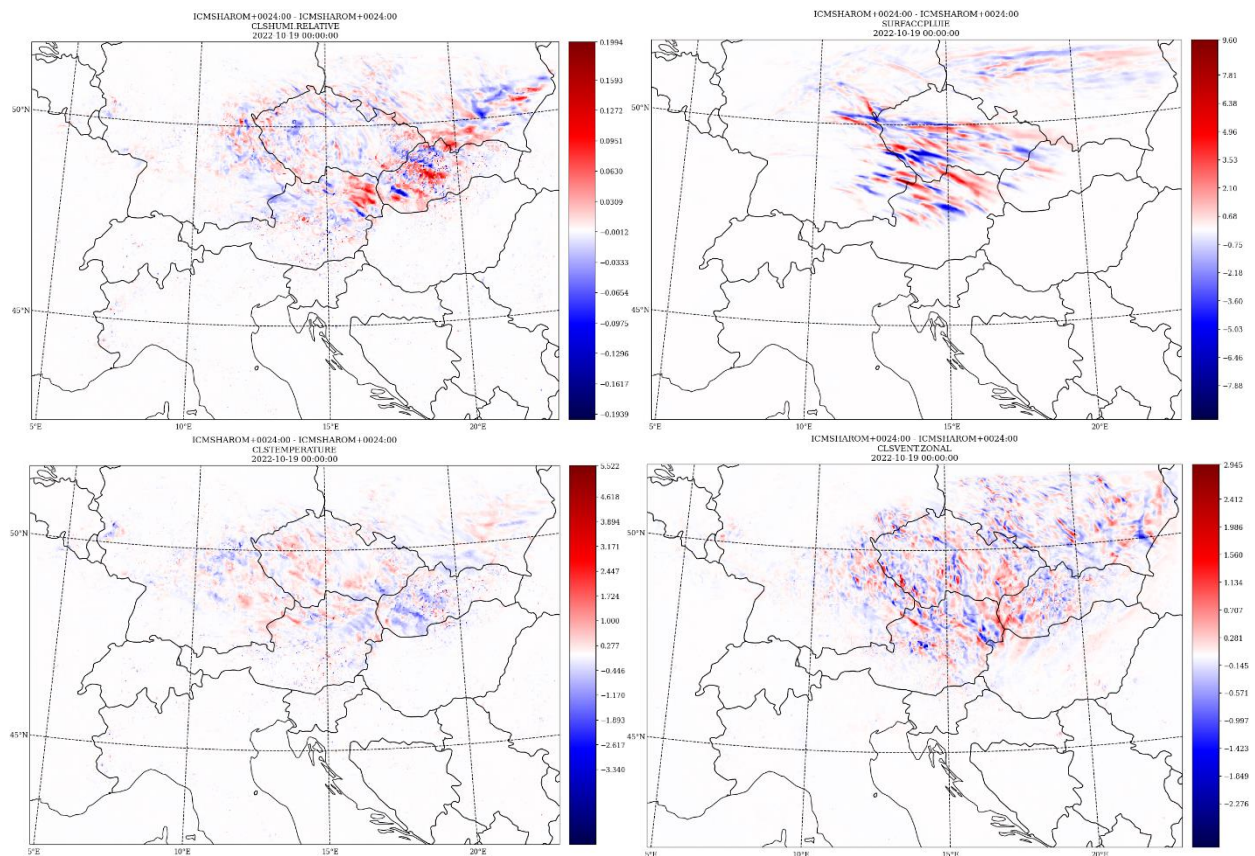 ICMSHAROM+0024:00 - ICMSHAROM+0024:00
CLSHUMI.RELATIVE
2022-10-19 00:00:00
0.1994
0.1593
0.1272
0.0951
0.0630
0.0309
−0.0012
−0.0333
−0.0654
−0.0975
−0.1296
−0.1617
−0.1939
50°N
45°N
5°E
10°E
15°E
20°E
ICMSHAROM+0024:00 - ICMSHAROM+0024:00
SURFACCPLUIE
2022-10-19 00:00:00
9.60
7.81
6.38
4.96
3.53
2.10
0.68
−0.75
−2.18
−3.60
−5.03
−6.46
−7.88
50°N
45°N
5°E
10°E
15°E
20°E
ICMSHAROM+0024:00 - ICMSHAROM+0024:00
CLSTEMPERATURE
2022-10-19 00:00:00
5.522
4.618
3.894
3.171
2.447
1.724
1.000
0.277
−0.446
−1.170
−1.893
−2.617
−3.340
50°N
45°N
5°E
10°E
15°E
20°E
ICMSHAROM+0024:00 - ICMSHAROM+0024:00
CLSVENT.ZONAL
2022-10-19 00:00:00
2.945
2.412
1.986
1.560
1.134
0.707
0.281
−0.145
−0.571
−0.997
−1.423
−1.849
−2.276
50°N
45°N
5°E
10°E
15°E
20°E